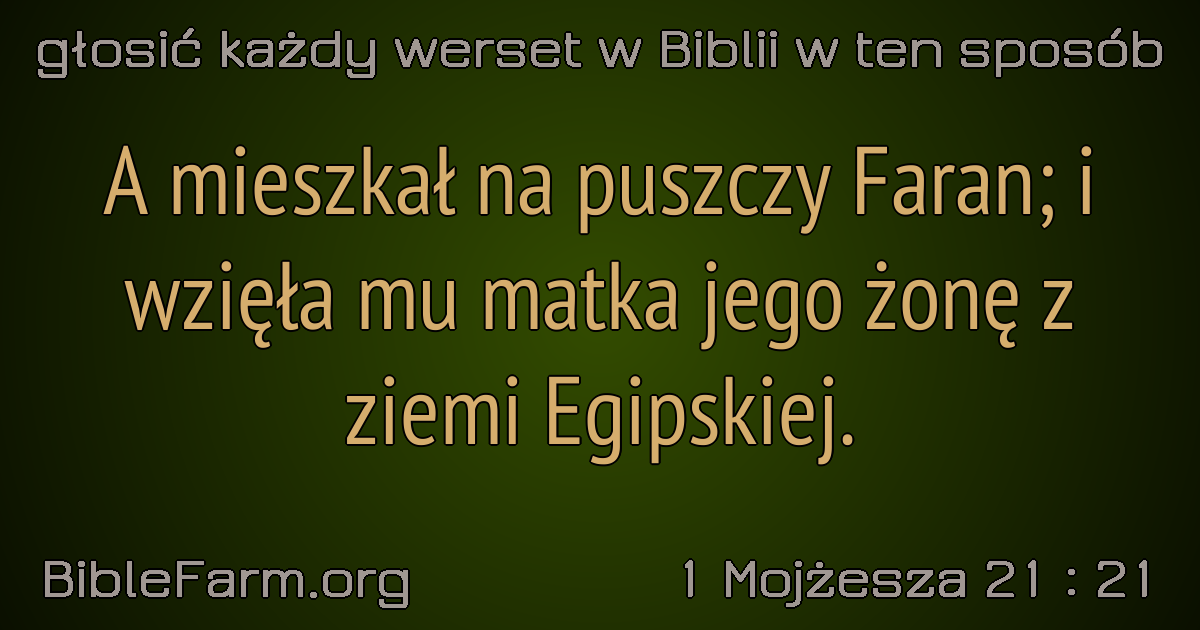 głosić każdy werset w Biblii w ten sposób
A mieszkał na puszczy Faran; i
wzięła mu matka jego żonę z
ziemi Egipskiej.
BibleFarm.org
1 Mojżesza 21 : 21